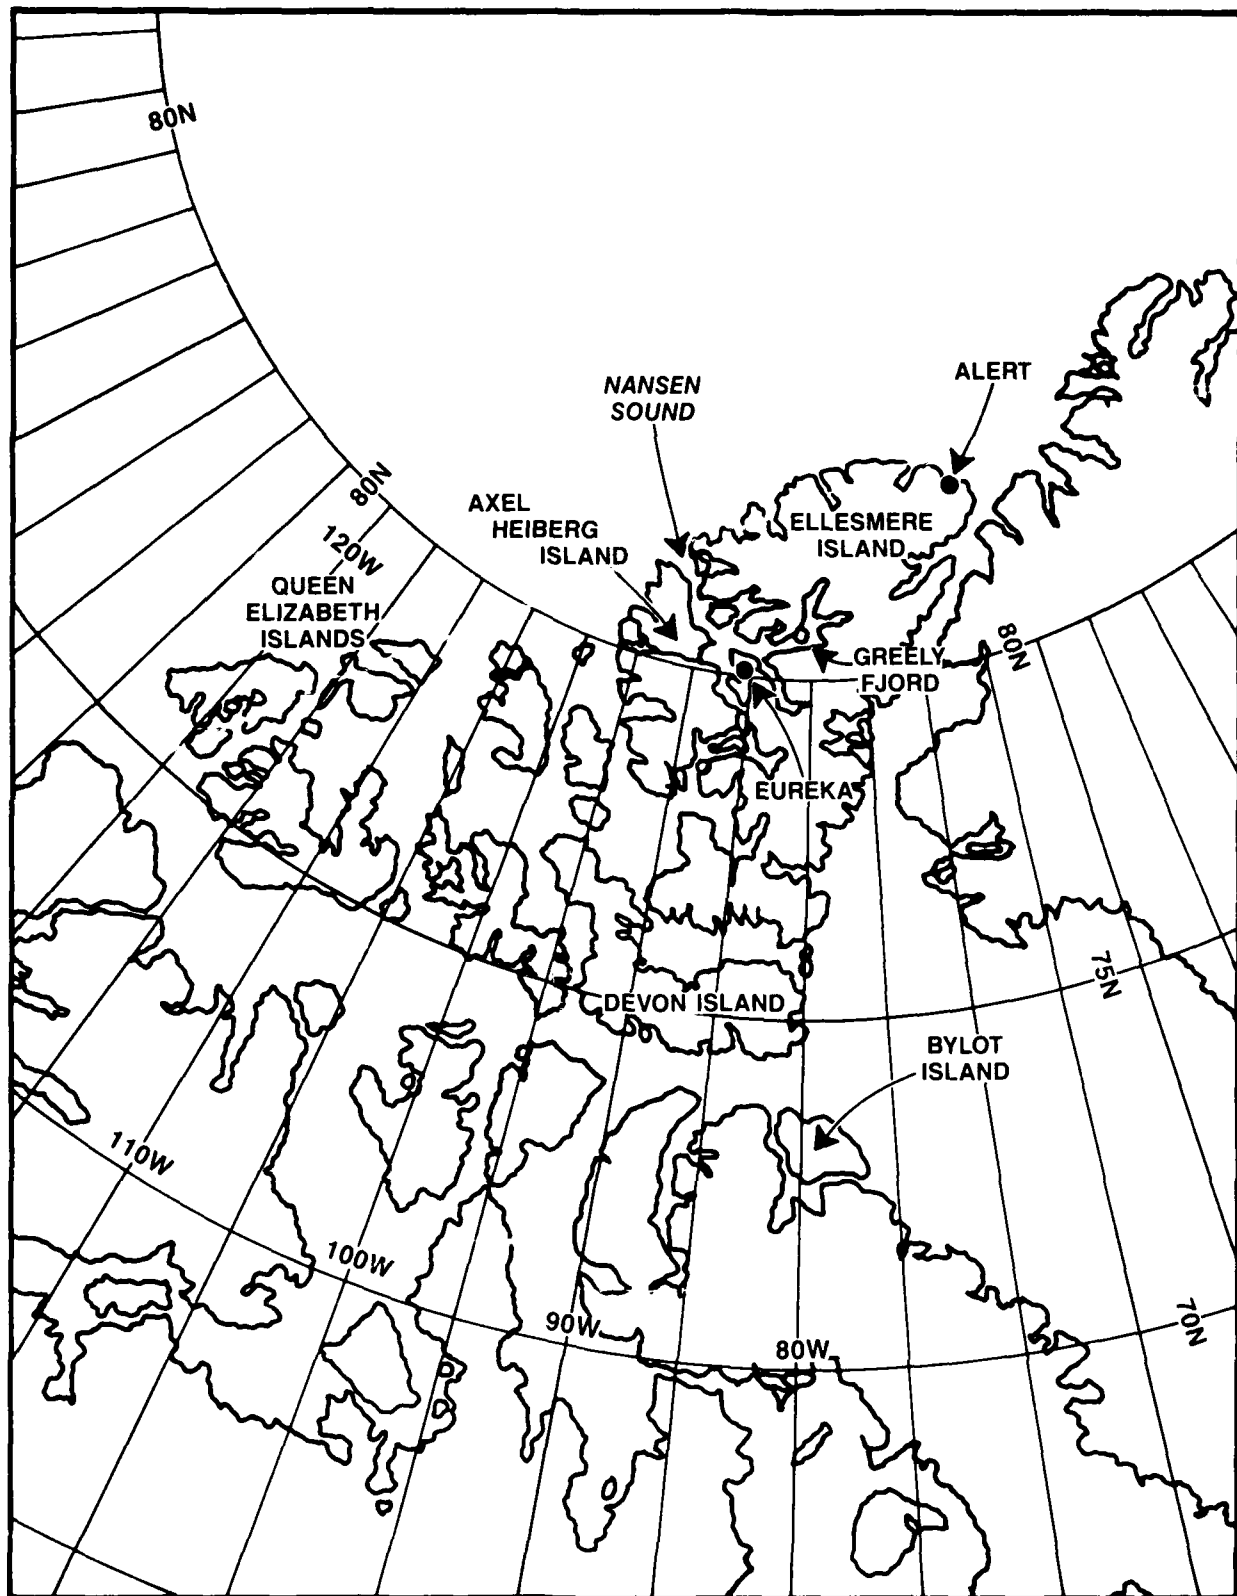 80N
NANSEN
SOUND
ALERT
80N
AXEL
HEIBERG
ISLAND
ELLESMERE
ISLAND
120W
QUEEN
ELIZABETH
ISLANDS
80N
GREELY
FJORD
EUREKA
75N
DEVON ISLAND
BYLOT
ISLAND
110W
100W
90W
80W
70N